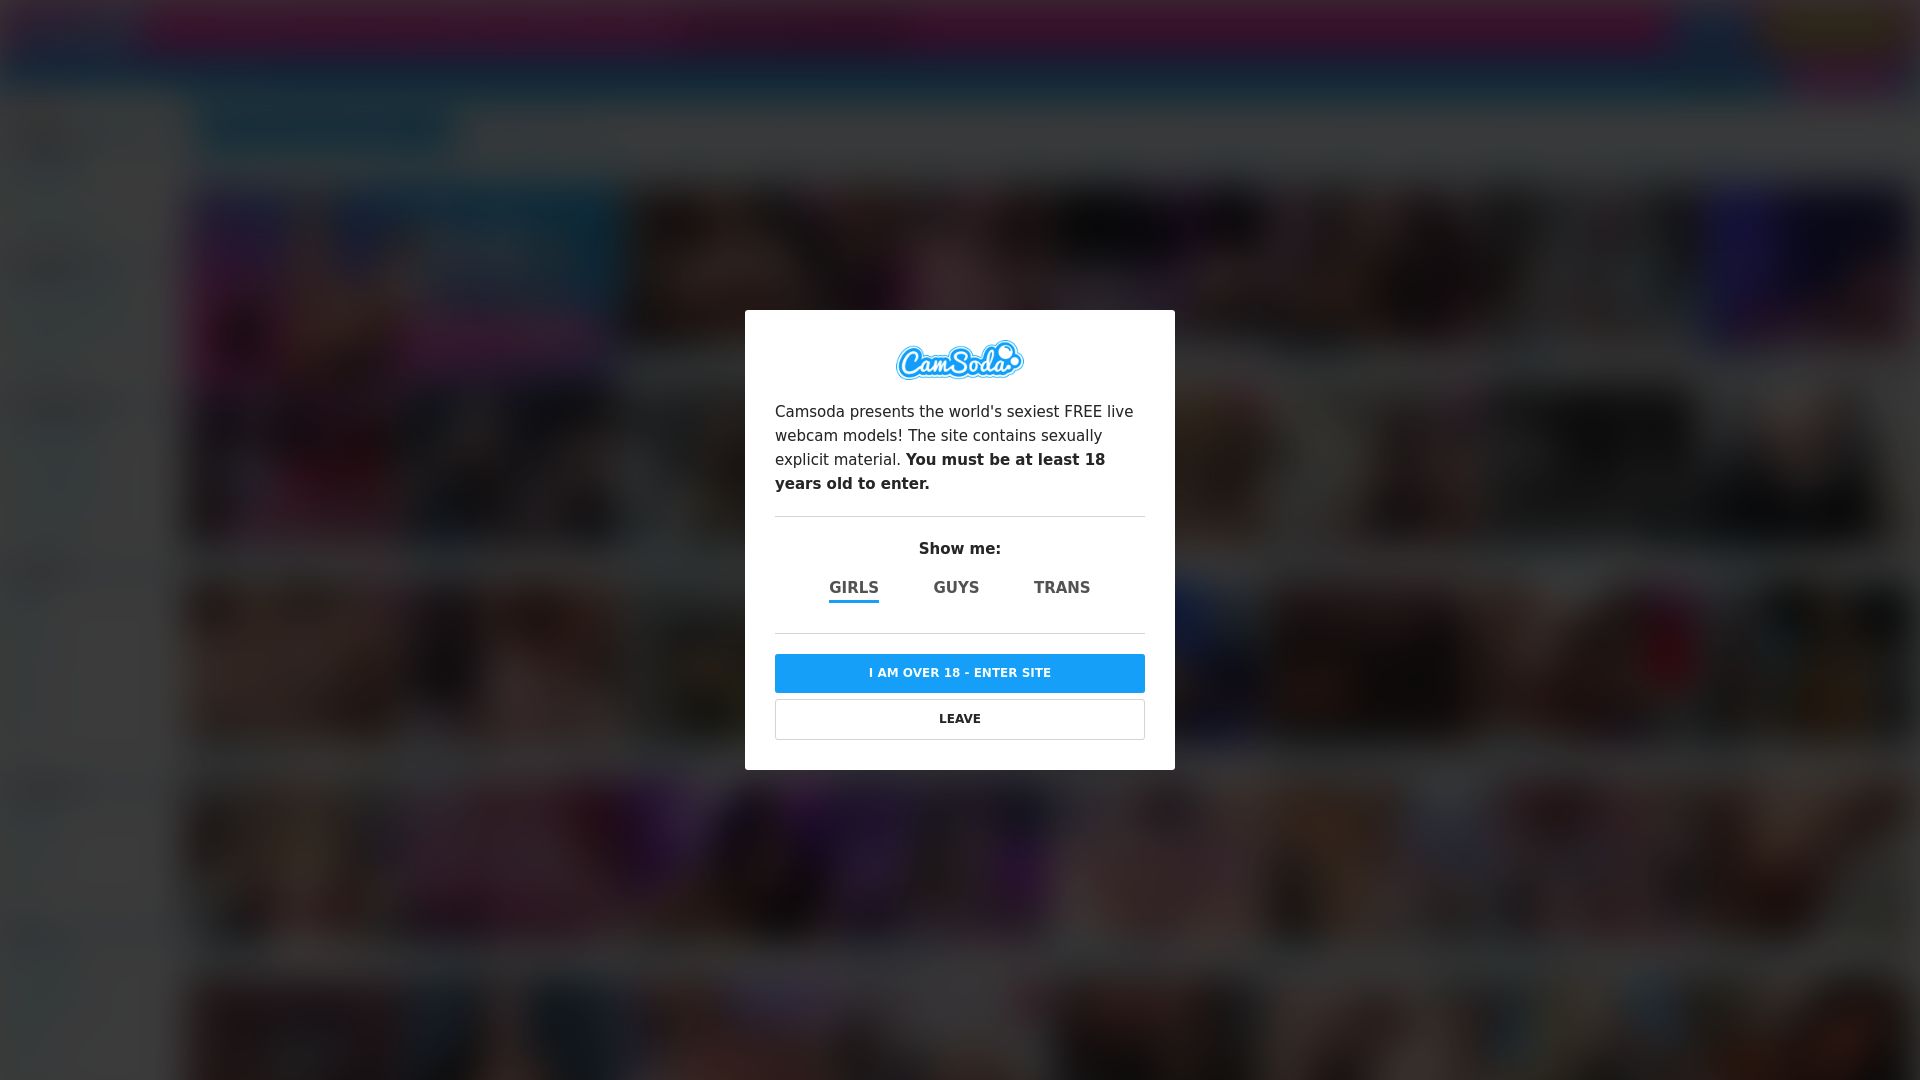 CamSoda
Camsoda presents the world's sexiest FREE live
webcam models! The site contains sexually
explicit material. You must be at least 18
years old to enter.
Show me:
GIRLS GUYS TRANS
I AM OVER 18 - ENTER SITE
LEAVE